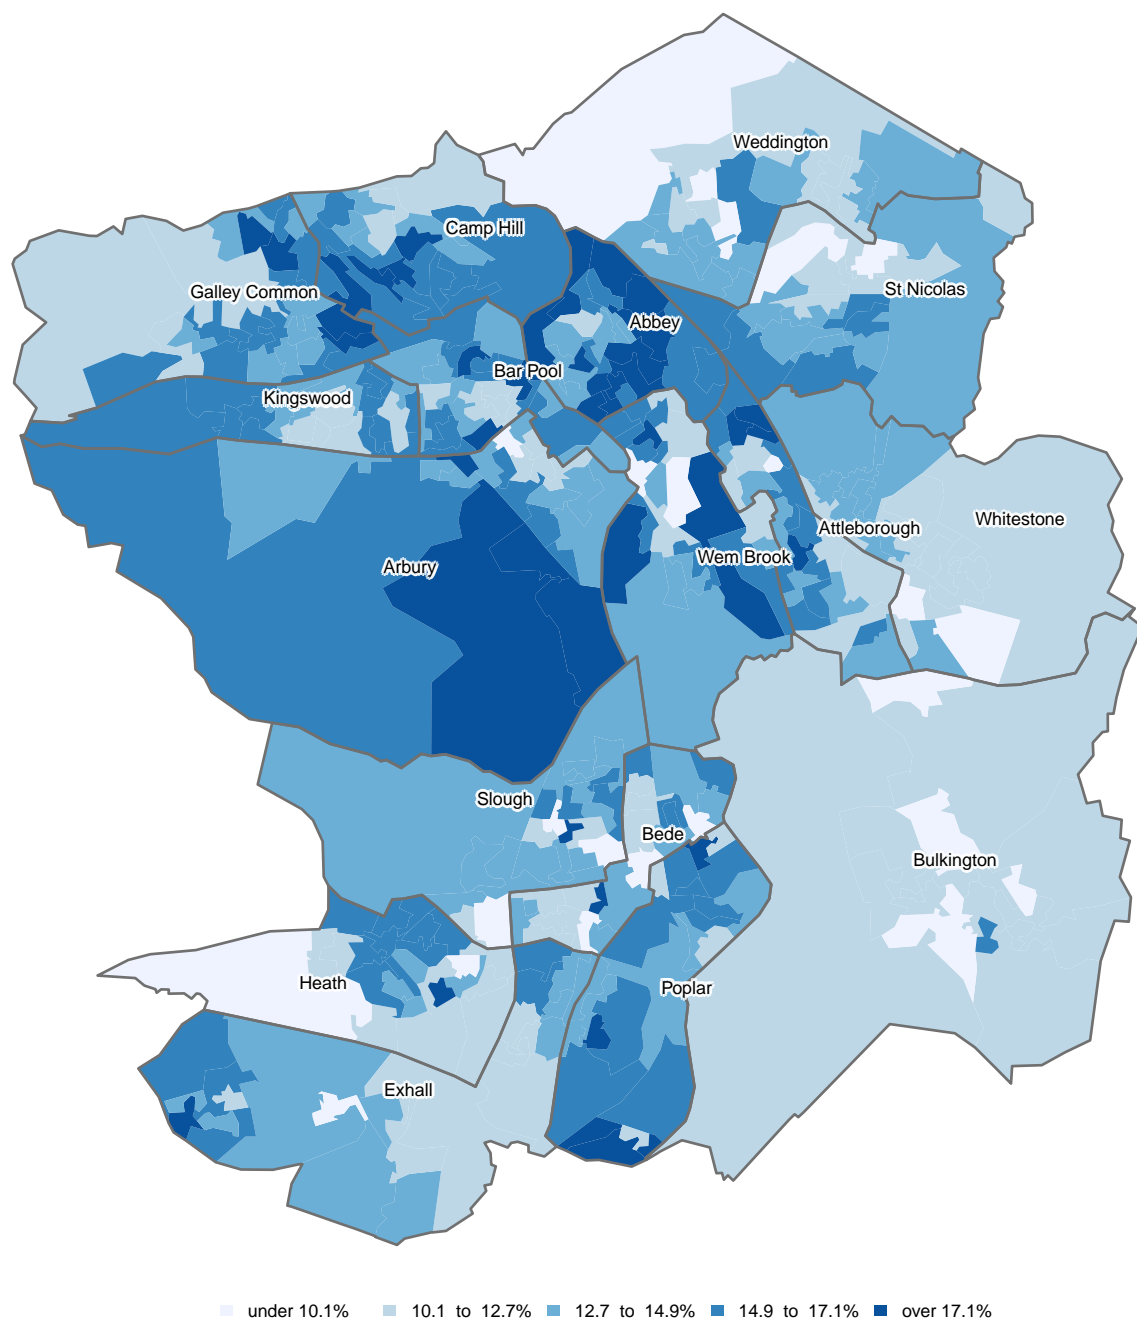 Weddington
Camp Hill
Galley Common
St Nicolas
Abbey
Bar Pool
Kingswood
Whitestone
Attleborough
Wem Brook
Arbury
Slough
Bede
Bulkington
Heath
Poplar
Exhall
under 10.1% 10.1 to 12.7% 12.7 to 14.9% 14.9 to 17.1% over 17.1%